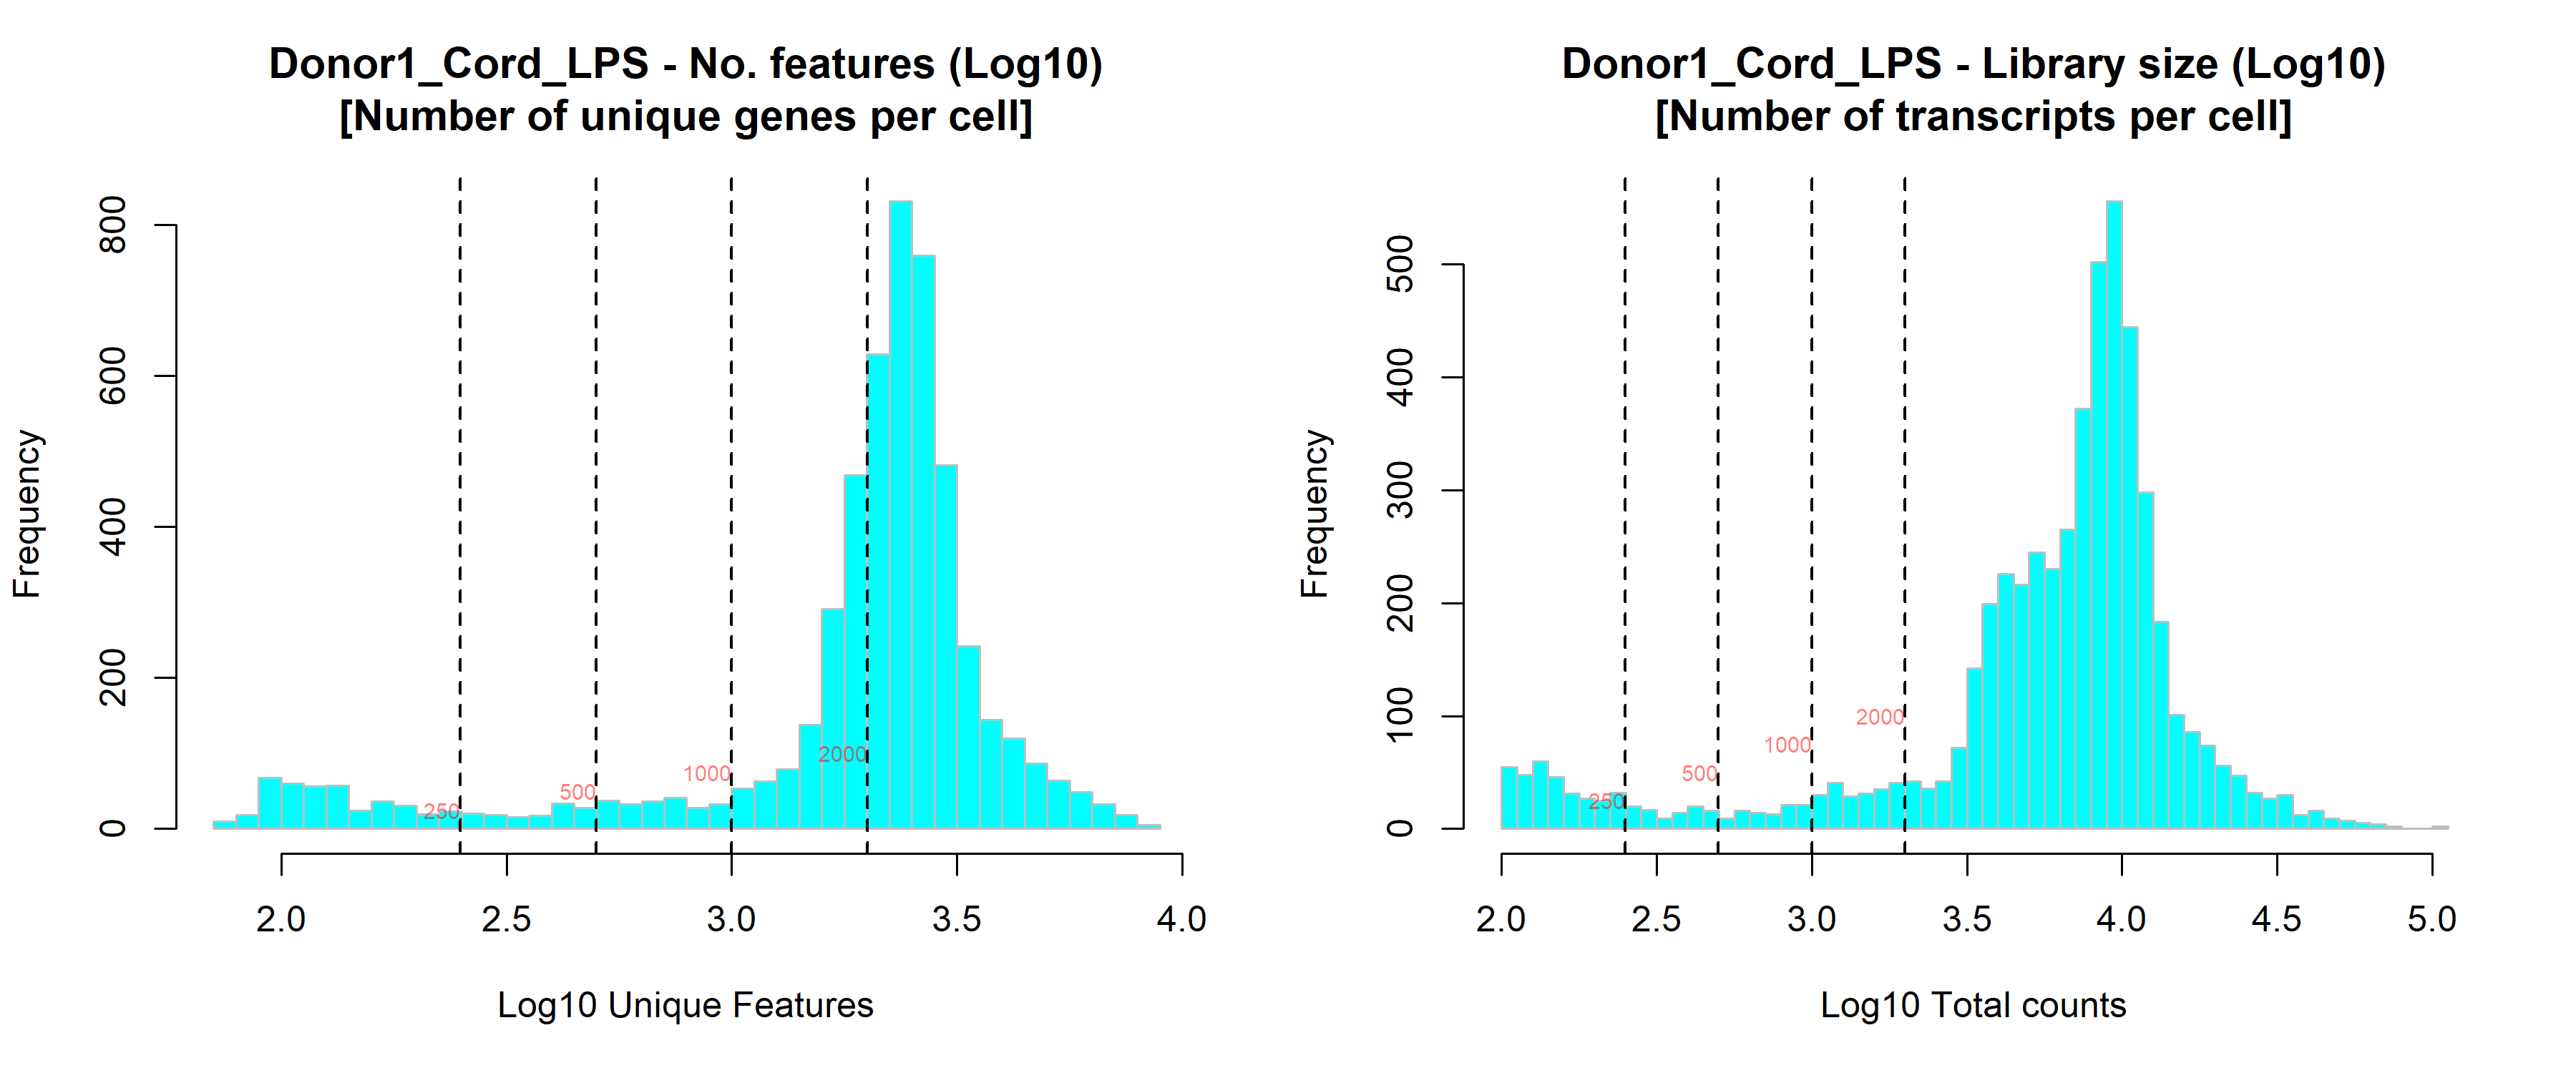 Donor1_Cord_LPS - No. features (Log10)
[Number of unique genes per cell]
Frequency
0
200
400
600
800
250
500
1000
2000
2.0 2.5 3.0 3.5 4.0
Log10 Unique Features
Donor1_Cord_LPS - Library size (Log10)
[Number of transcripts per cell]
Frequency
0
100
200
300
400
500
250
500
1000
2000
2.0 2.5 3.0 3.5 4.0 4.5 5.0
Log10 Total counts